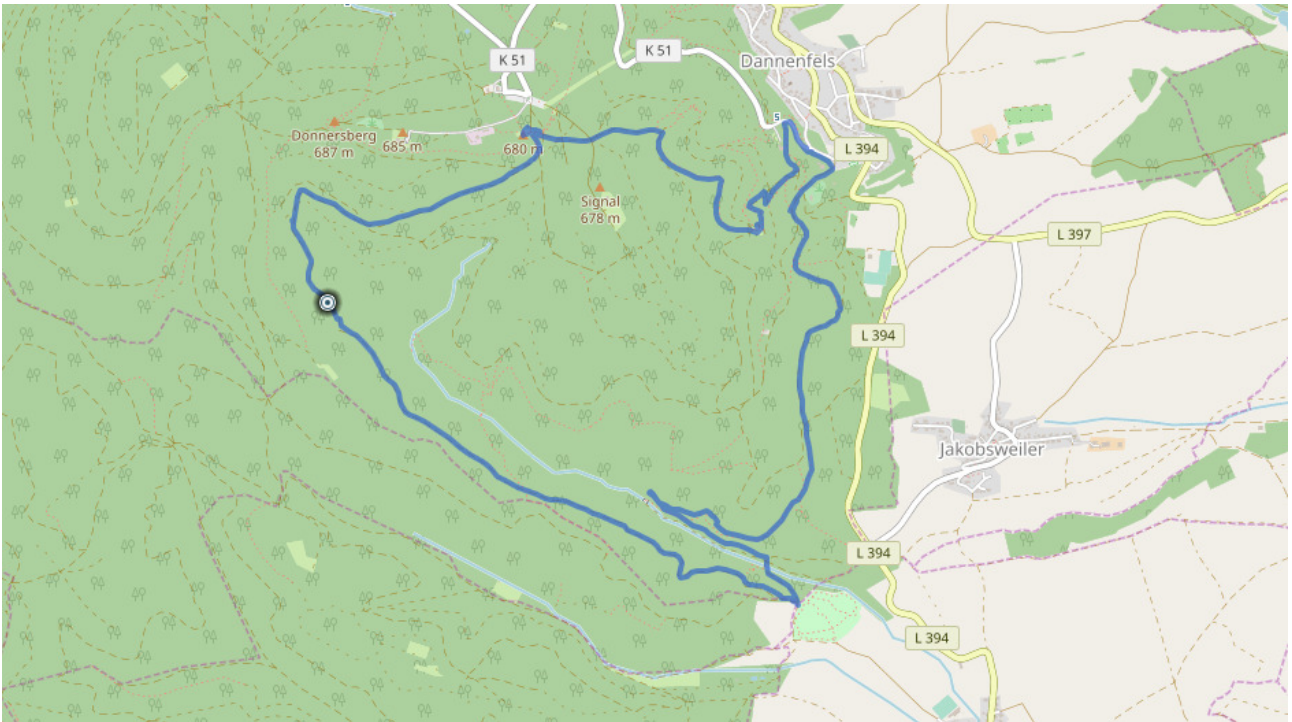 K 51
K 51
Dannenfels
5
Donnersberg
687 m
685 m
680 m
L 394
Signal
678 m
L 397
L 394
Jakobsweiler
L 394
L 394